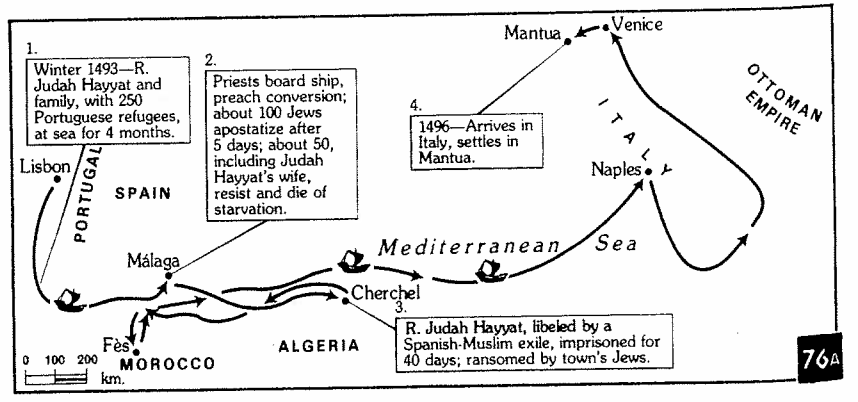 1.
Winter 1493—R.
Judah Hayyat and
family, with 250
Portuguese refugees,
at sea for 4 months.
2.
Priests board ship,
preach conversion;
about 100 Jews
apostatize after
5 days; about 50,
including Judah
Hayyat's wife,
resist and die of
starvation.
Mantua
Venice
4.
1496—Arrives in
Italy, settles in
Mantua.
ITALY
OTTOMAN
EMPIRE
Lisbon
PORTUGAL
SPAIN
Naples
Málaga
Mediterranean Sea
Cherchel
3.
R. Judah Hayyat, libeled by a
Spanish-Muslim exile, imprisoned for
40 days; ransomed by town's Jews.
Fès
MOROCCO
ALGERIA
0 100 200
km.
76A